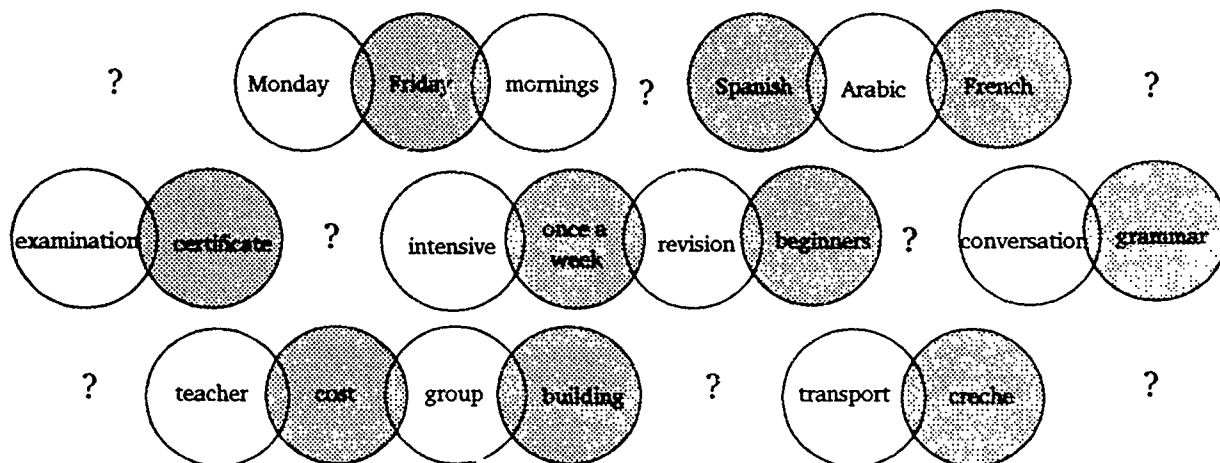 ? Monday Friday mornings ? Spanish Arabic French ?
examination certificate ? intensive once a week revision beginners ? conversation grammar
? teacher cost group building ? transport creche ?